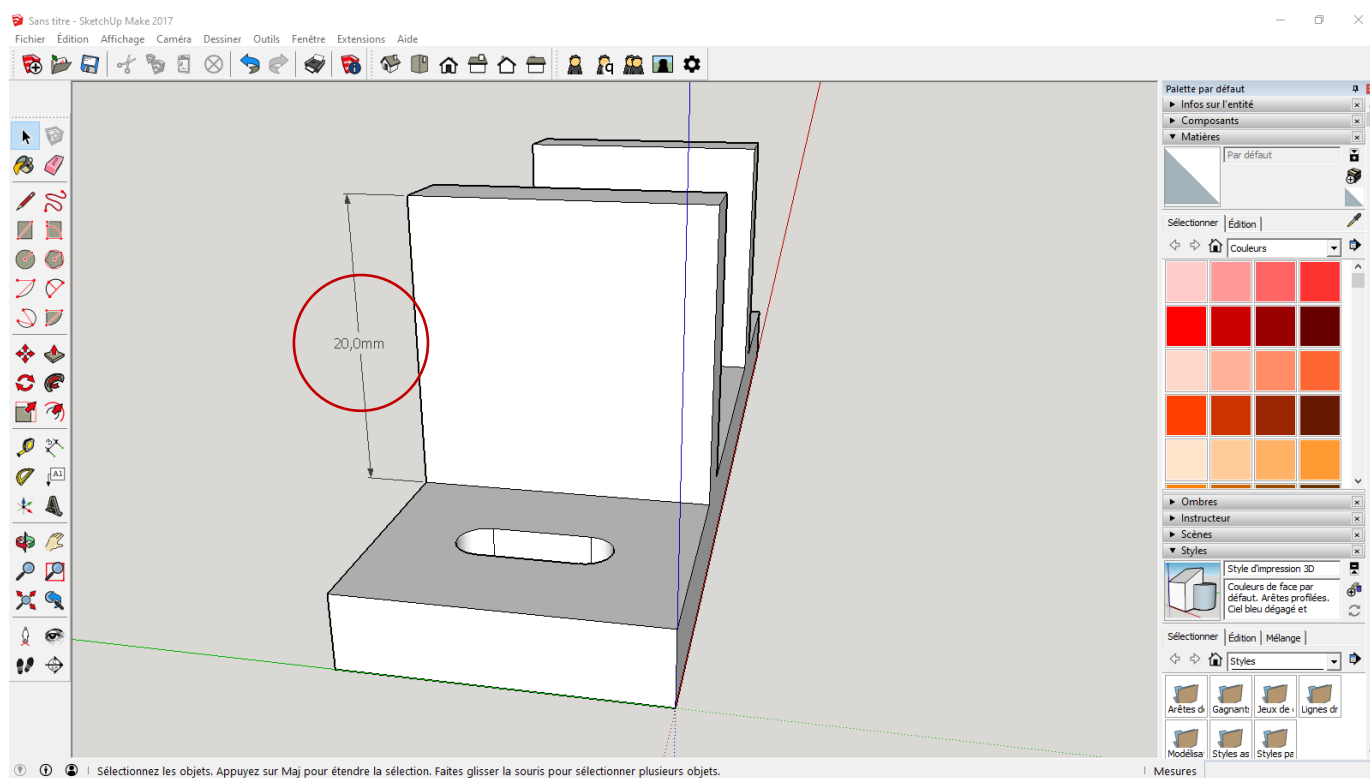 Sans titre - SketchUp Make 2017
Fichier Édition Affichage Caméra Dessiner Outils Fenêtre Extensions Aide
Palette par défaut
Infos sur l'entité
Composants
Matières
Par défaut
Sélectionner Édition
Couleurs
20,0mm
A1
Ombres
Instructeur
Scènes
Styles
Style d'impression 3D
Couleurs de face par
défaut. Arêtes profilées.
Ciel bleu dégagé et
Sélectionner Édition Mélange
Styles
Arêtes d Gagnant Jeux de Lignes dr
Modélisa Styles as Styles pa
Sélectionnez les objets. Appuyez sur Maj pour étendre la sélection. Faites glisser la souris pour sélectionner plusieurs objets.
Mesures